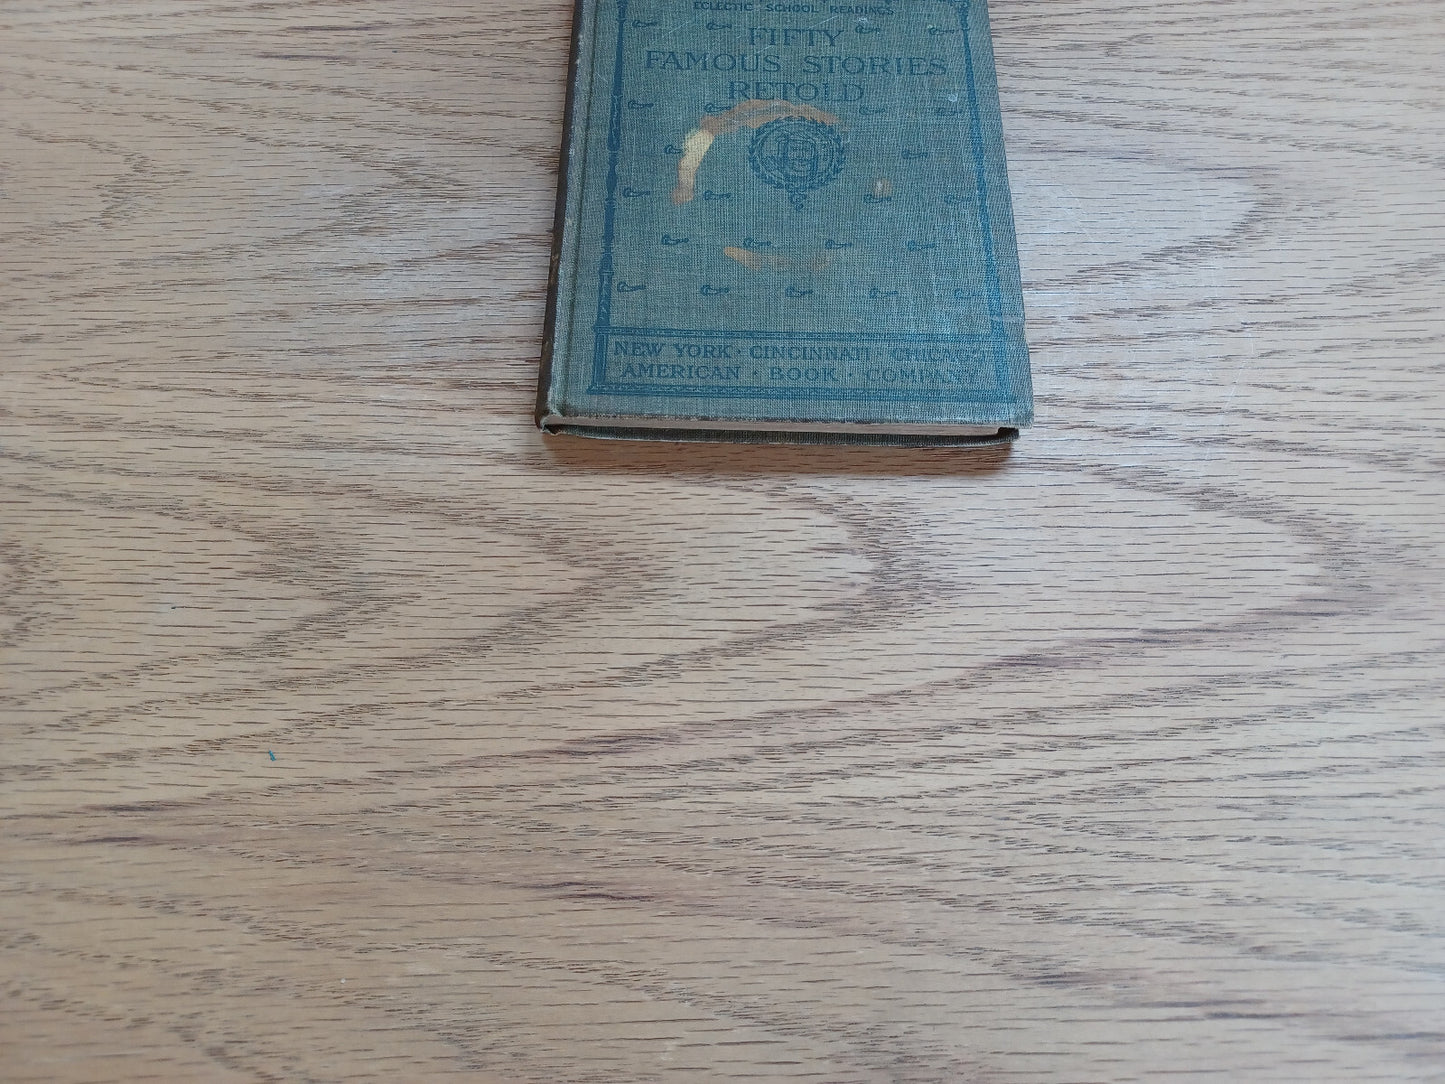 ECLECTIC SCHOOL READINGS
FIFTY
FAMOUS STORIES
RETOLD
NEW YORK · CINCINNATI · CHICAGO
AMERICAN · BOOK · COMPANY